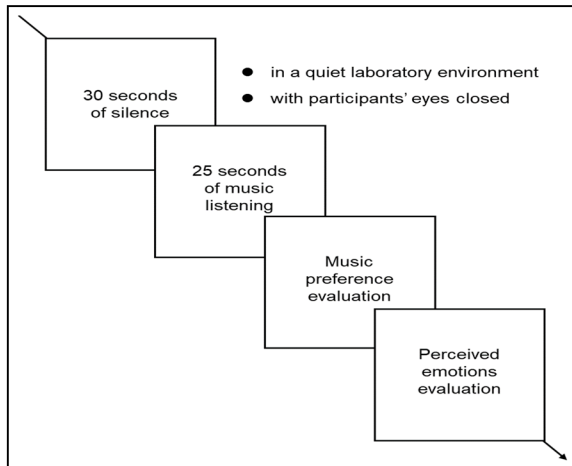 30 seconds
of silence
● in a quiet laboratory environment
● with participants' eyes closed
25 seconds
of music
listening
Music
preference
evaluation
Perceived
emotions
evaluation